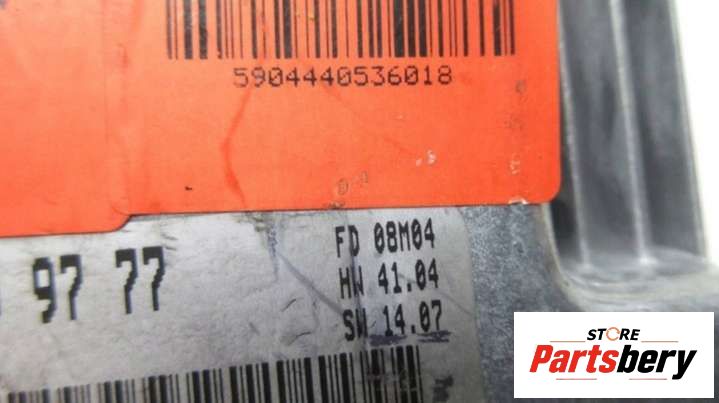 5904440536018
97 77
FD 08M04
HW 41.04
SW 14.07
STORE
Partsbery